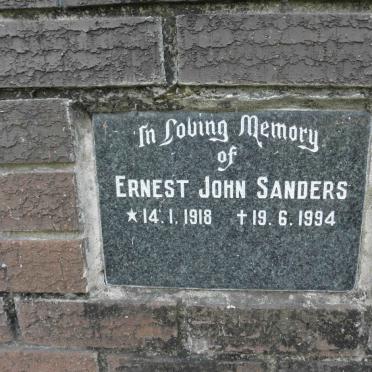 In Loving Memory
of
ERNEST JOHN SANDERS
★14.1.1918 ✝19.6.1994